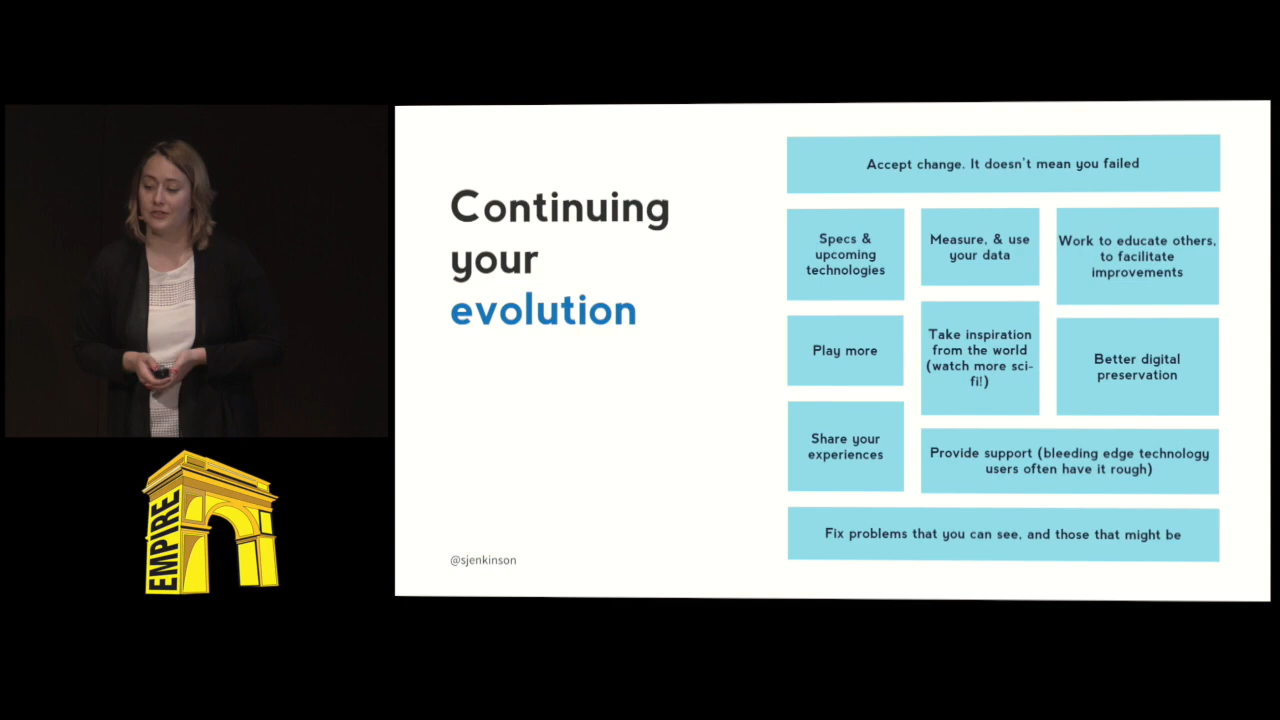 Continuing
your
evolution
@sjenkinson
Accept change. It doesn't mean you failed
Specs &
upcoming
technologies
Measure, & use
your data
Work to educate others,
to facilitate
improvements
Play more
Take inspiration
from the world
(watch more sci-
fi!)
Better digital
preservation
Share your
experiences
Provide support (bleeding edge technology
users often have it rough)
Fix problems that you can see, and those that might be
EMPIRE